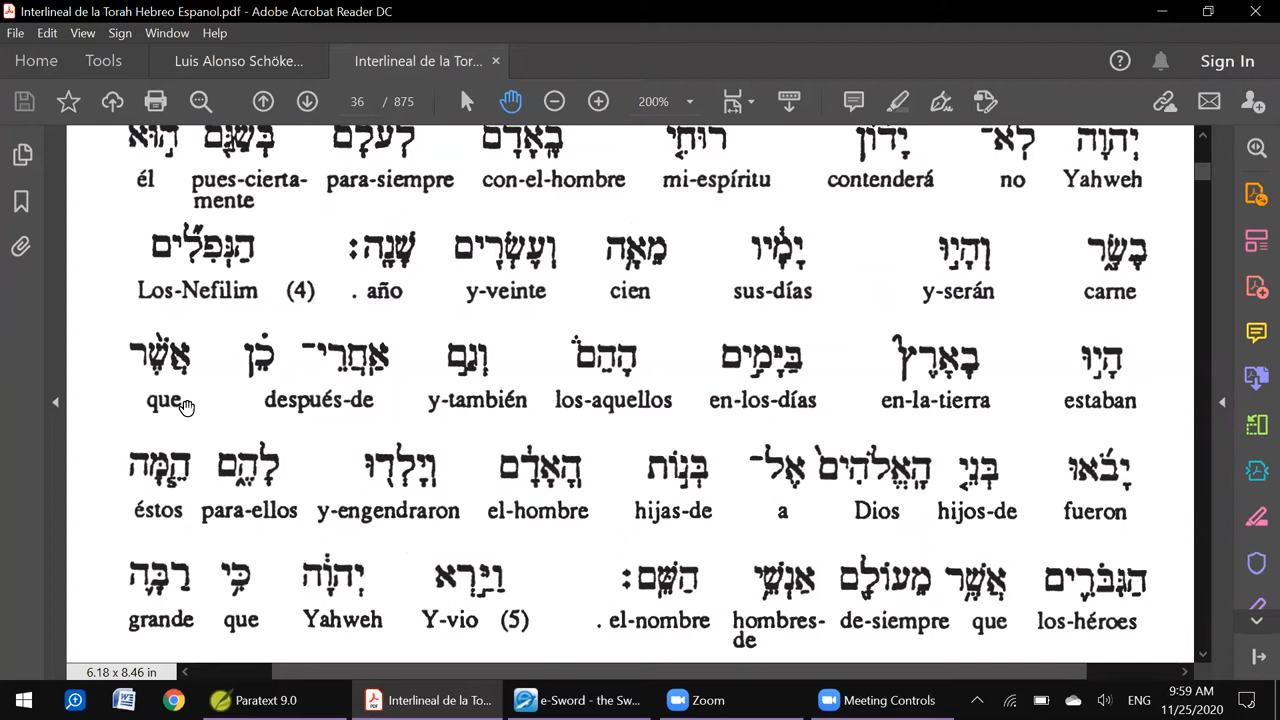 Interlineal de la Torah Hebreo Espanol.pdf - Adobe Acrobat Reader DC
File Edit View Sign Window Help
Home Tools Luis Alonso Schöke... Interlineal de la Tor... × Sign In
36 / 875 200%
יְהוָה לֹא־ יָדוֹן רוּחִי בָאָדָם לְעֹלָם בְּשַׁגַּם הוּא
él pues-cierta- para-siempre con-el-hombre mi-espíritu contenderá no Yahweh
mente
בָשָׂר וְהָיוּ יָמָיו מֵאָה וְעֶשְׂרִים שָׁנָה׃ הַנְּפִלִים
Los-Nefilim (4) . año y-veinte cien sus-días y-serán carne
הָיוּ בָאָרֶץ בַּיָּמִים הָהֵם וְגַם אַחֲרֵי־ כֵן אֲשֶׁר
que después-de y-también los-aquellos en-los-días en-la-tierra estaban
יָבֹאוּ בְּנֵי הָאֱלֹהִים אֶל־ בְּנוֹת הָאָדָם וְיָלְדוּ לָהֶם הֵמָּה
éstos para-ellos y-engendraron el-hombre hijas-de a Dios hijos-de fueron
הַגִּבֹּרִים אֲשֶׁר מֵעוֹלָם אַנְשֵׁי הַשֵּׁם׃ וַיַּרְא יְהוָה כִּי רַבָּה
grande que Yahweh Y-vio (5) . el-nombre hombres- de-siempre que los-héroes
de
6.18 x 8.46 in
Paratext 9.0 Interlineal de la To... e-Sword - the Sw... Zoom Meeting Controls ENG 9:59 AM
11/25/2020